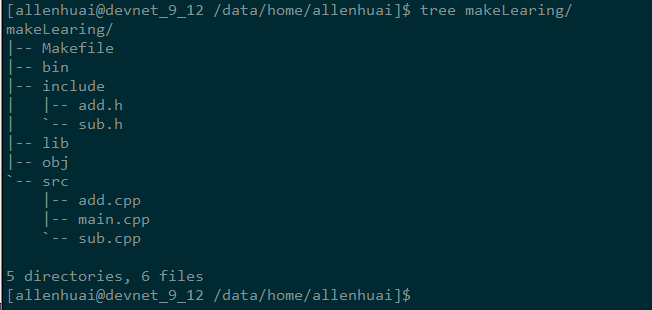 [allenhuai@devnet_9_12 /data/home/allenhuai]$ tree makeLearing/
makeLearing/
|-- Makefile
|-- bin
|-- include
|   |-- add.h
|   `-- sub.h
|-- lib
|-- obj
`-- src
    |-- add.cpp
    |-- main.cpp
    `-- sub.cpp
5 directories, 6 files
[allenhuai@devnet_9_12 /data/home/allenhuai]$